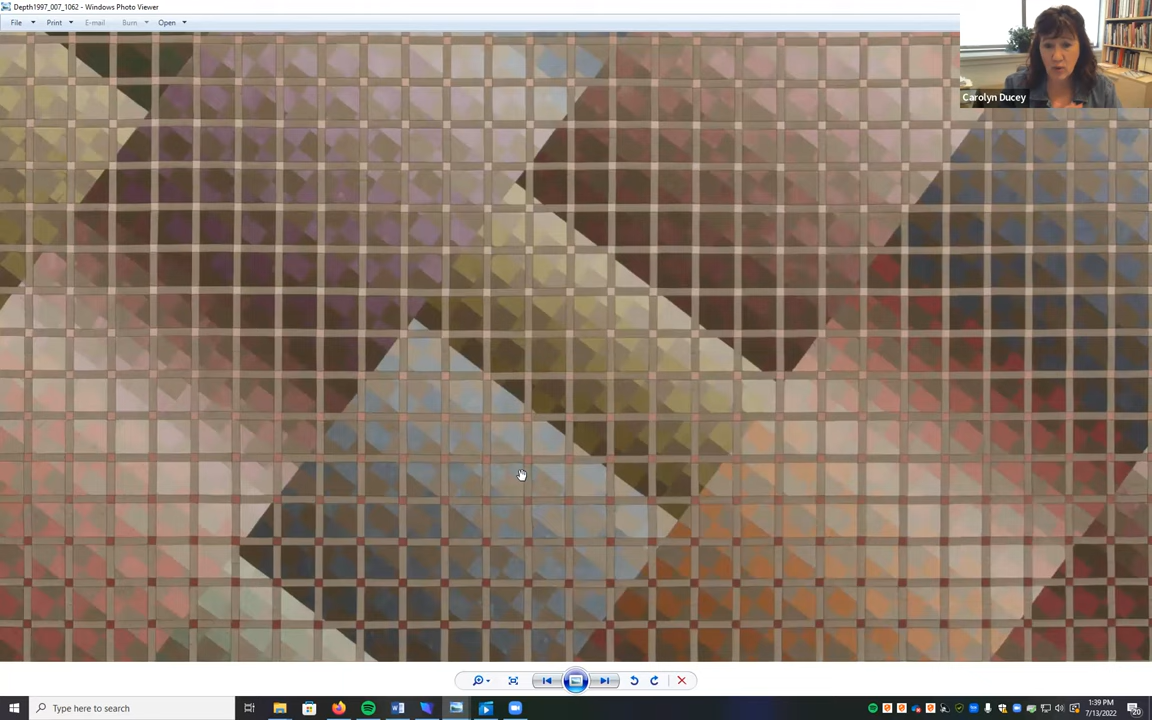 Depth1997_007_1062 - Windows Photo Viewer
File Print E-mail Burn Open
Carolyn Ducey
Type here to search
1:39 PM
7/13/2022
20